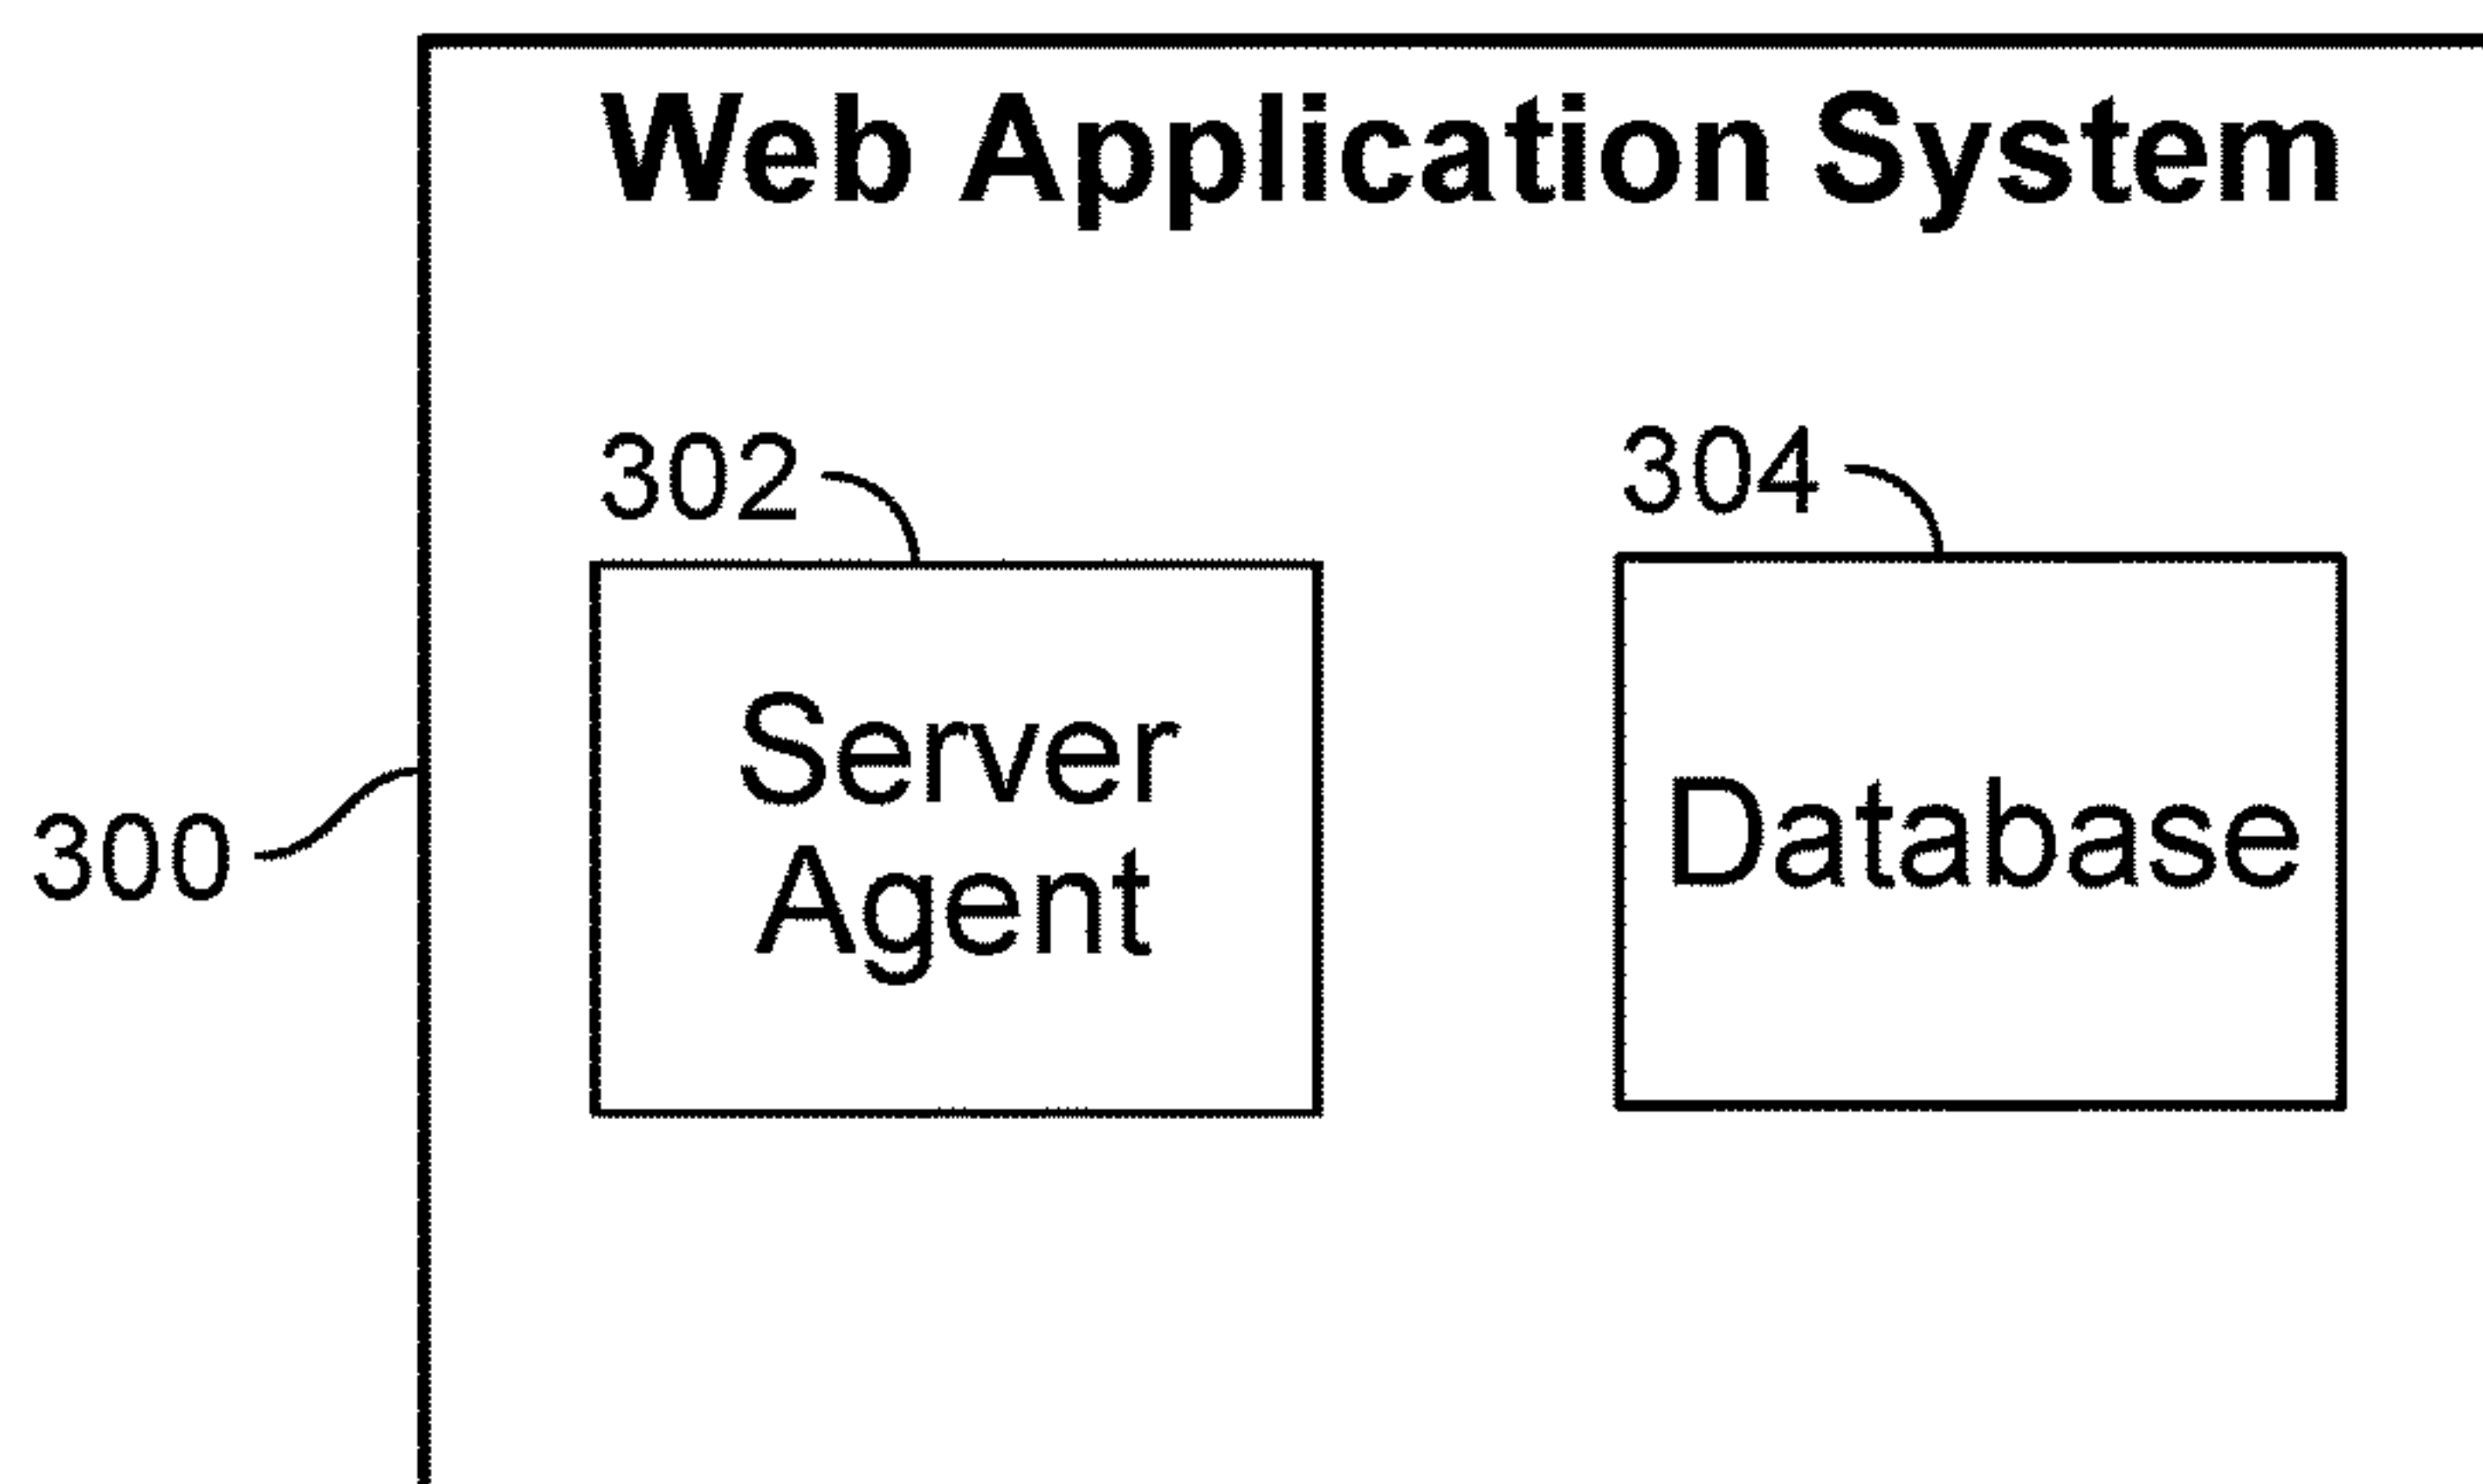 Web Application System
302
304
Server
Agent
Database
300